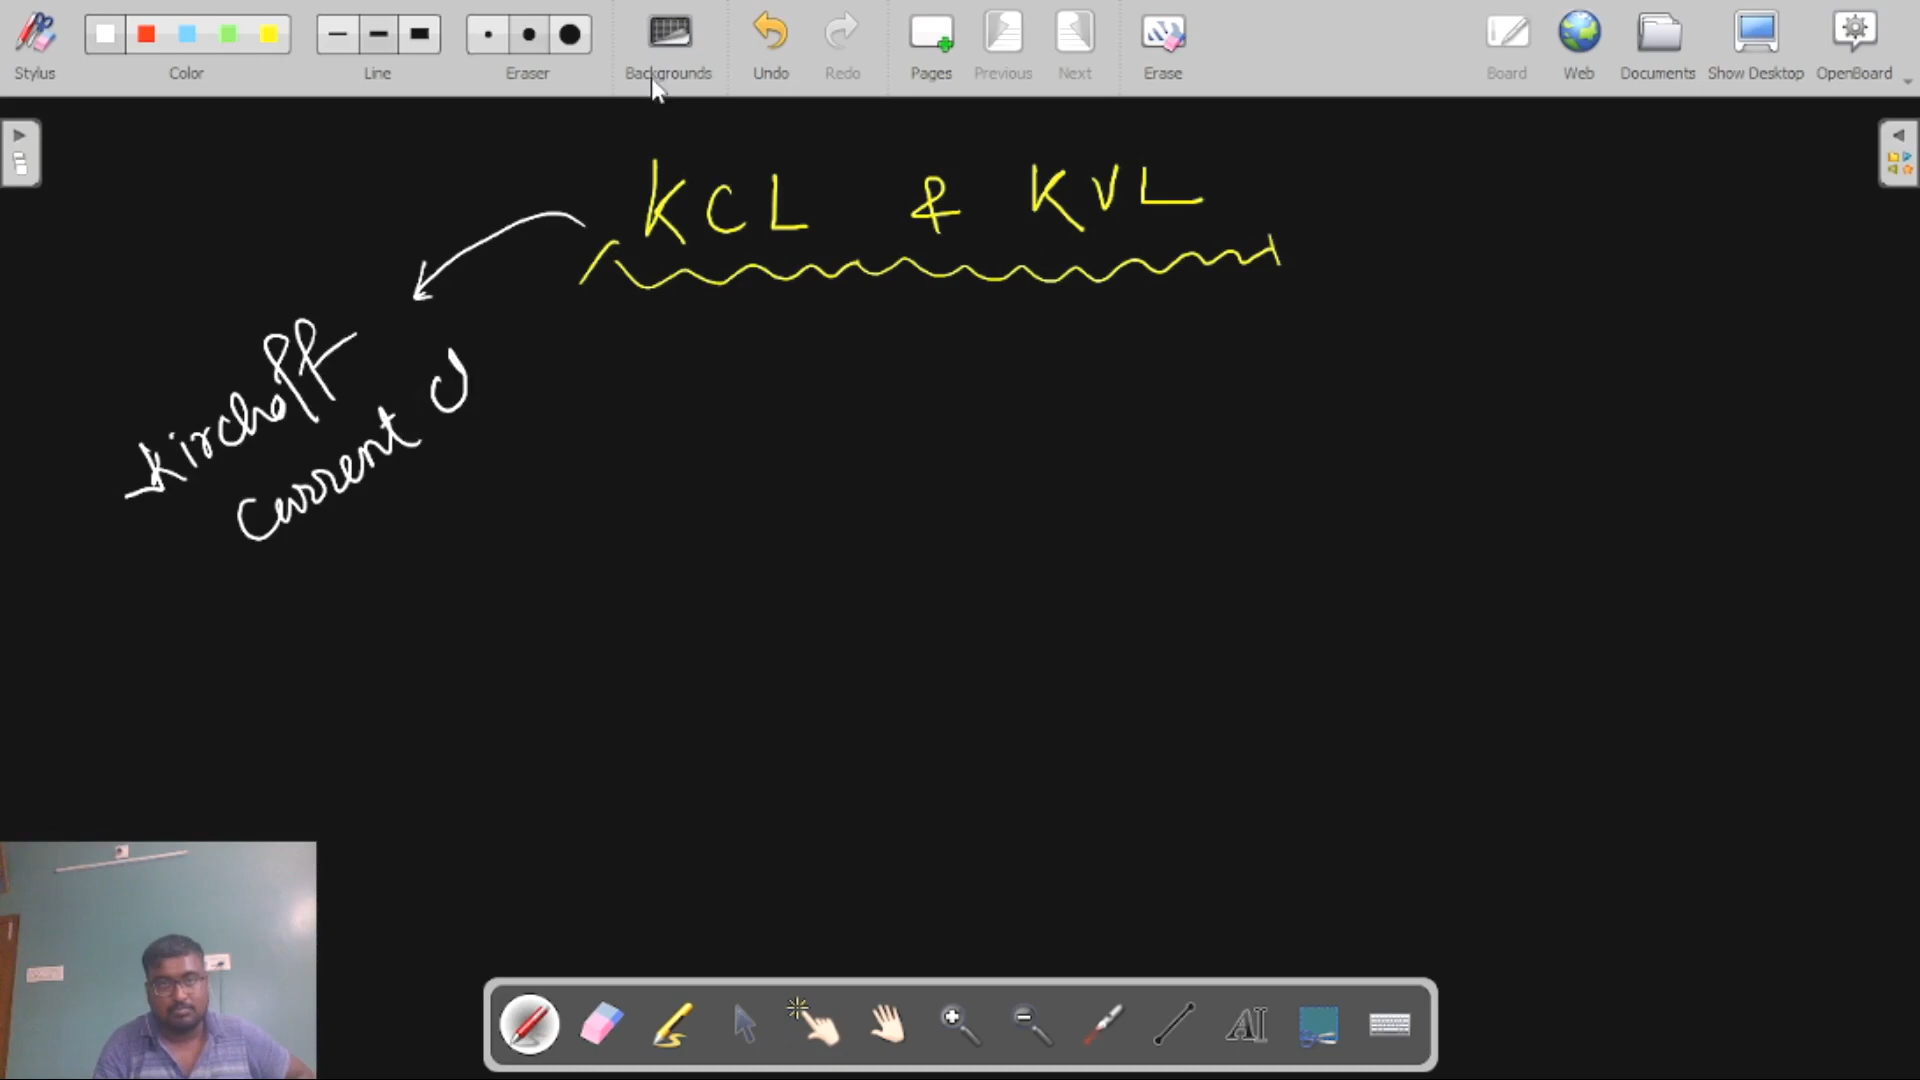 Stylus Color Line Eraser Backgrounds Undo Redo Pages Previous Next Erase Board Web Documents Show Desktop OpenBoard
KCL & KVL
Kirchoff
Current